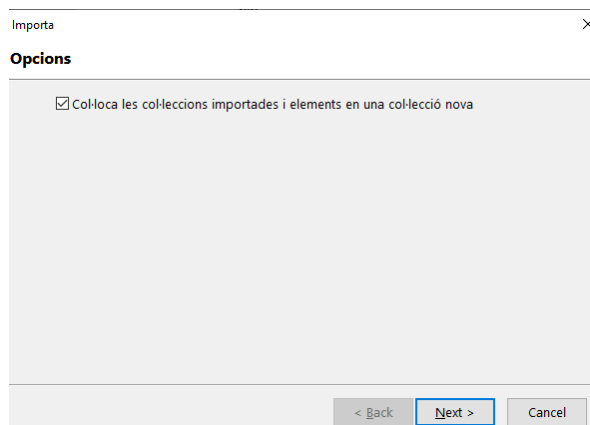 Importa
Opcions
Col·loca les col·leccions importades i elements en una col·lecció nova
< Back Next > Cancel